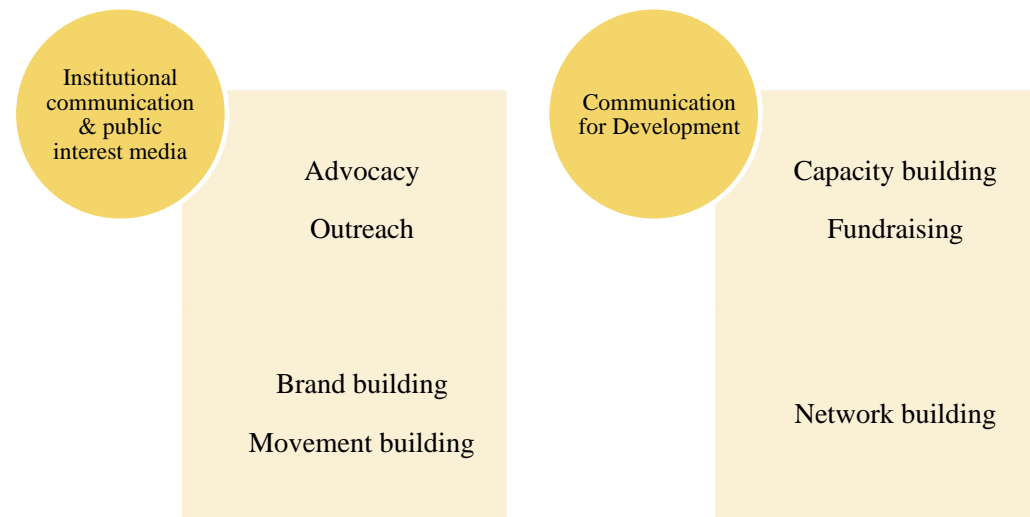 Institutional
communication
& public
interest media
Advocacy
Outreach
Brand building
Movement building
Communication
for Development
Capacity building
Fundraising
Network building